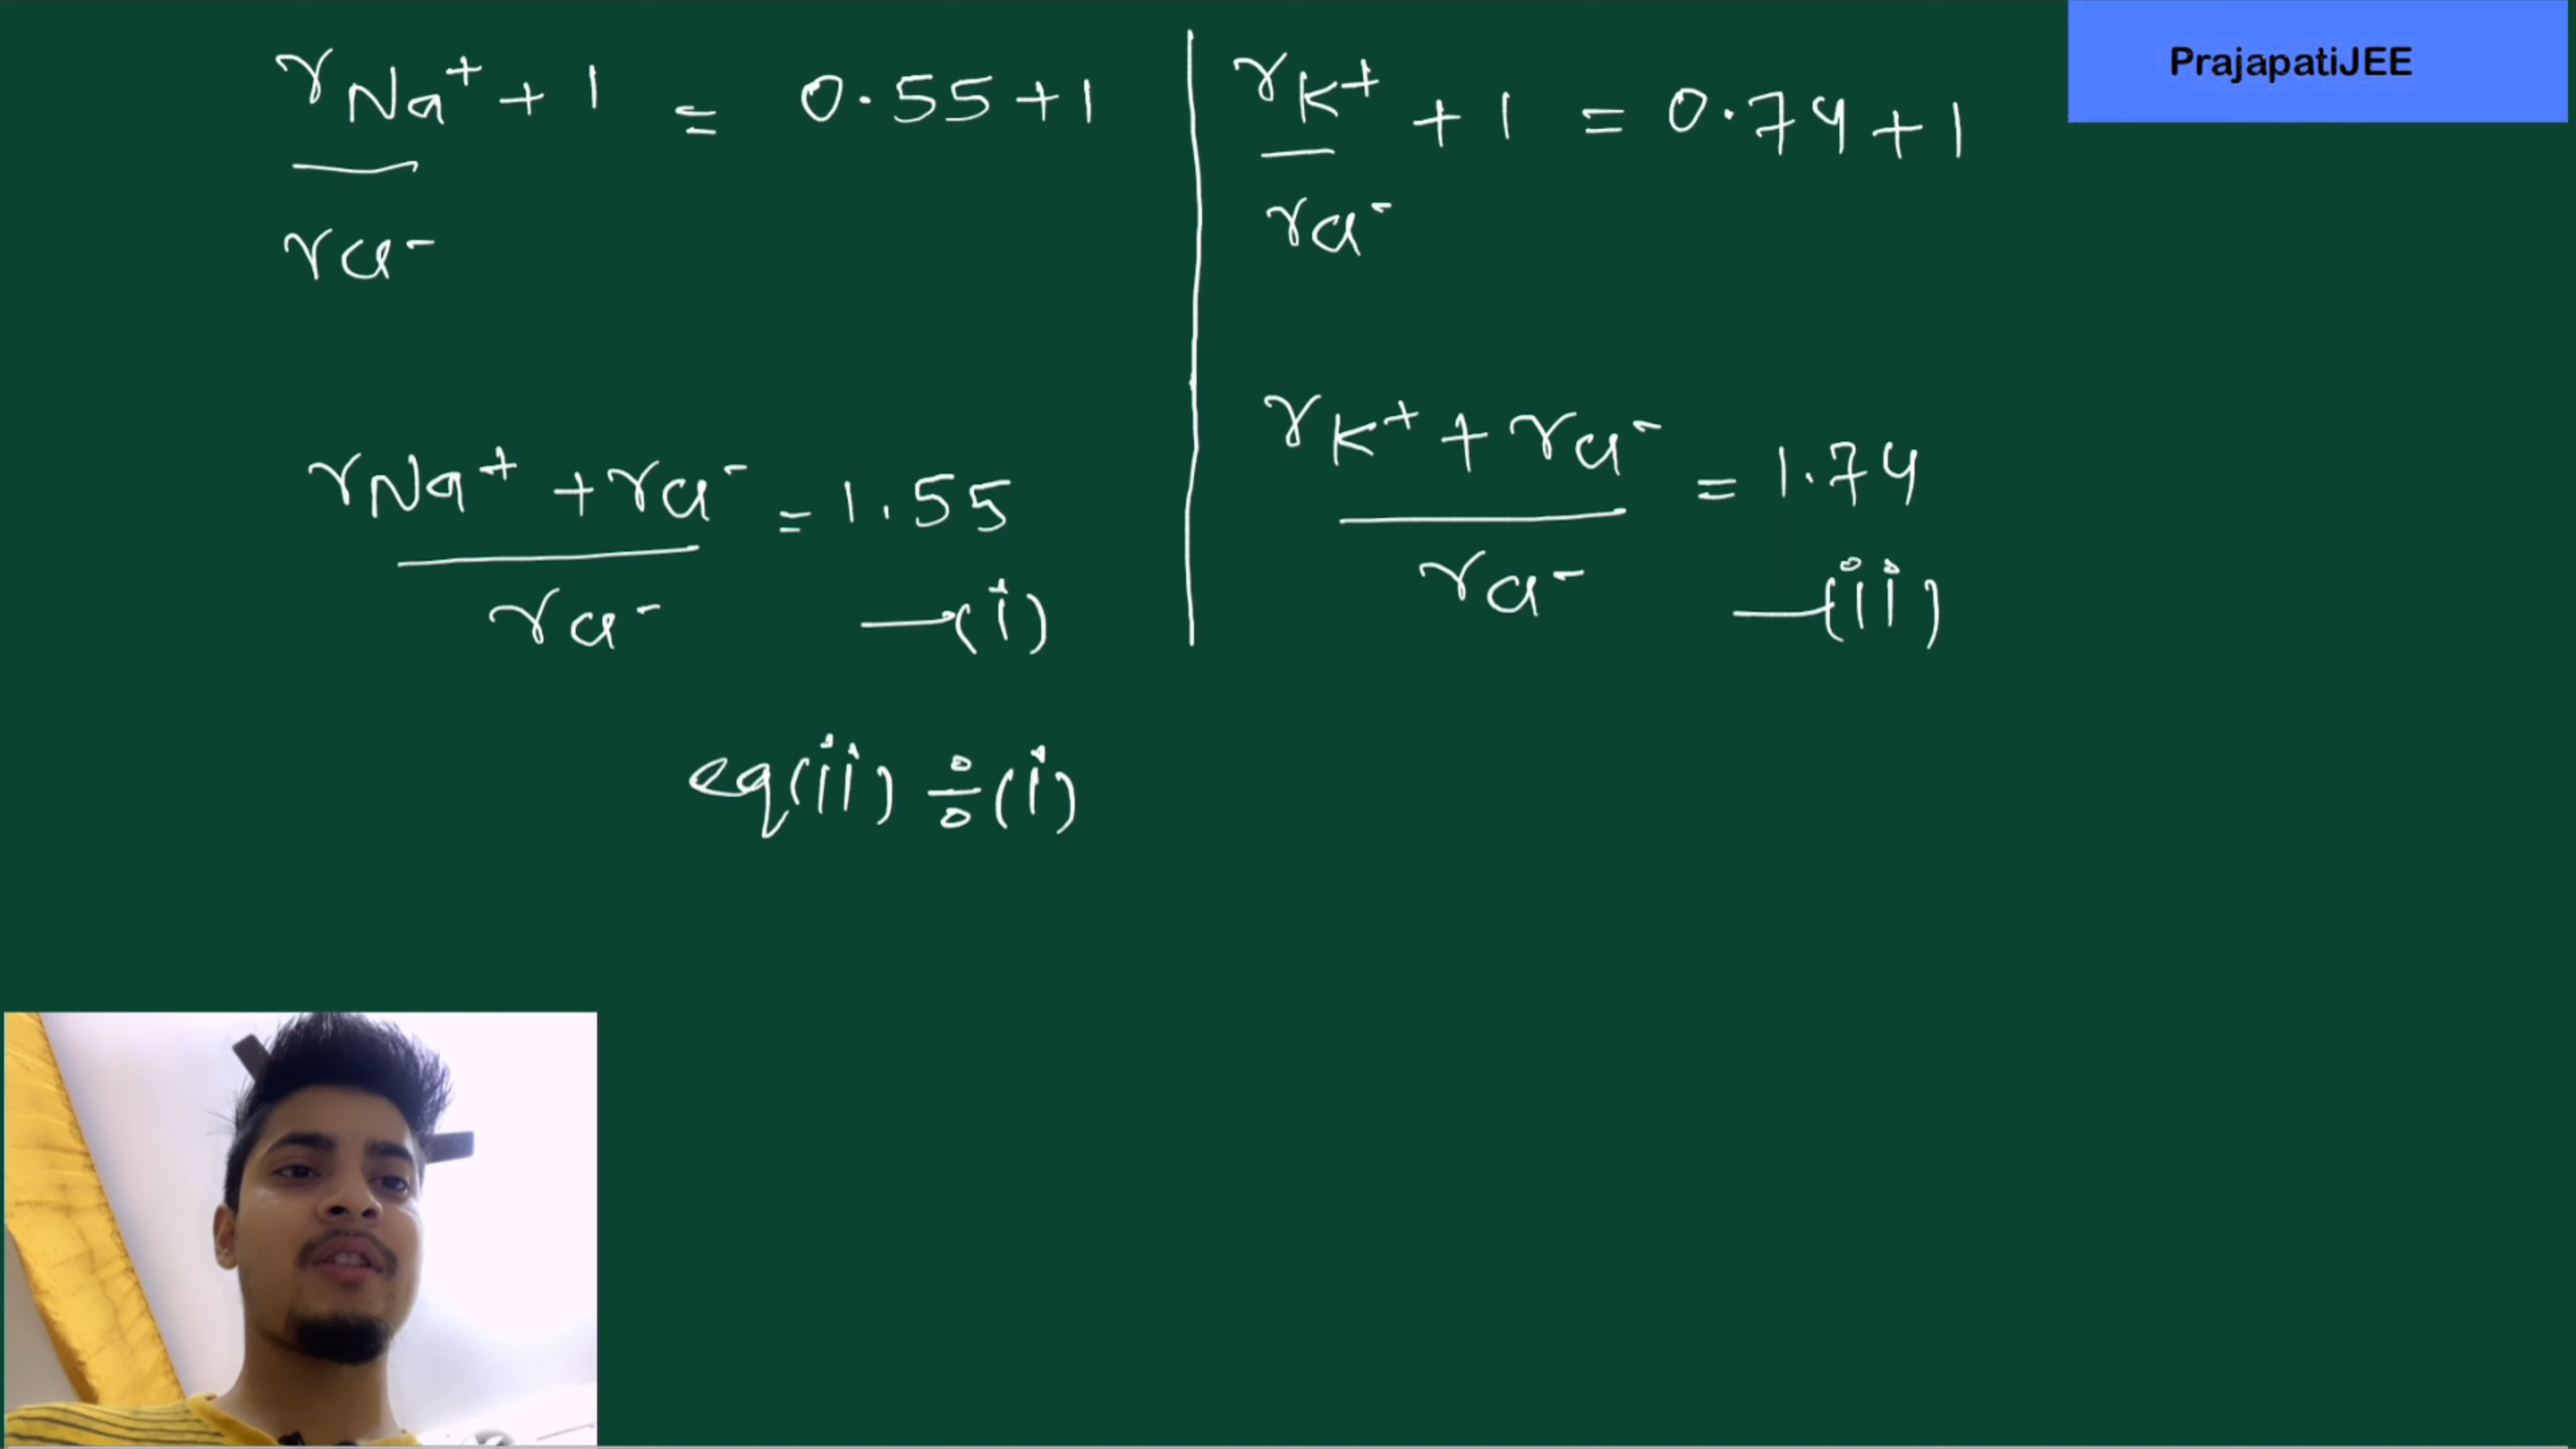 PrajapatiJEE
rNa⁺ + 1 = 0.55 + 1
rCl⁻
rK⁺ + 1 = 0.74 + 1
rCl⁻
rNa⁺ + rCl⁻ = 1.55
rCl⁻ —(i)
rK⁺ + rCl⁻ = 1.74
rCl⁻ —(ii)
eq(ii) ÷ (i)